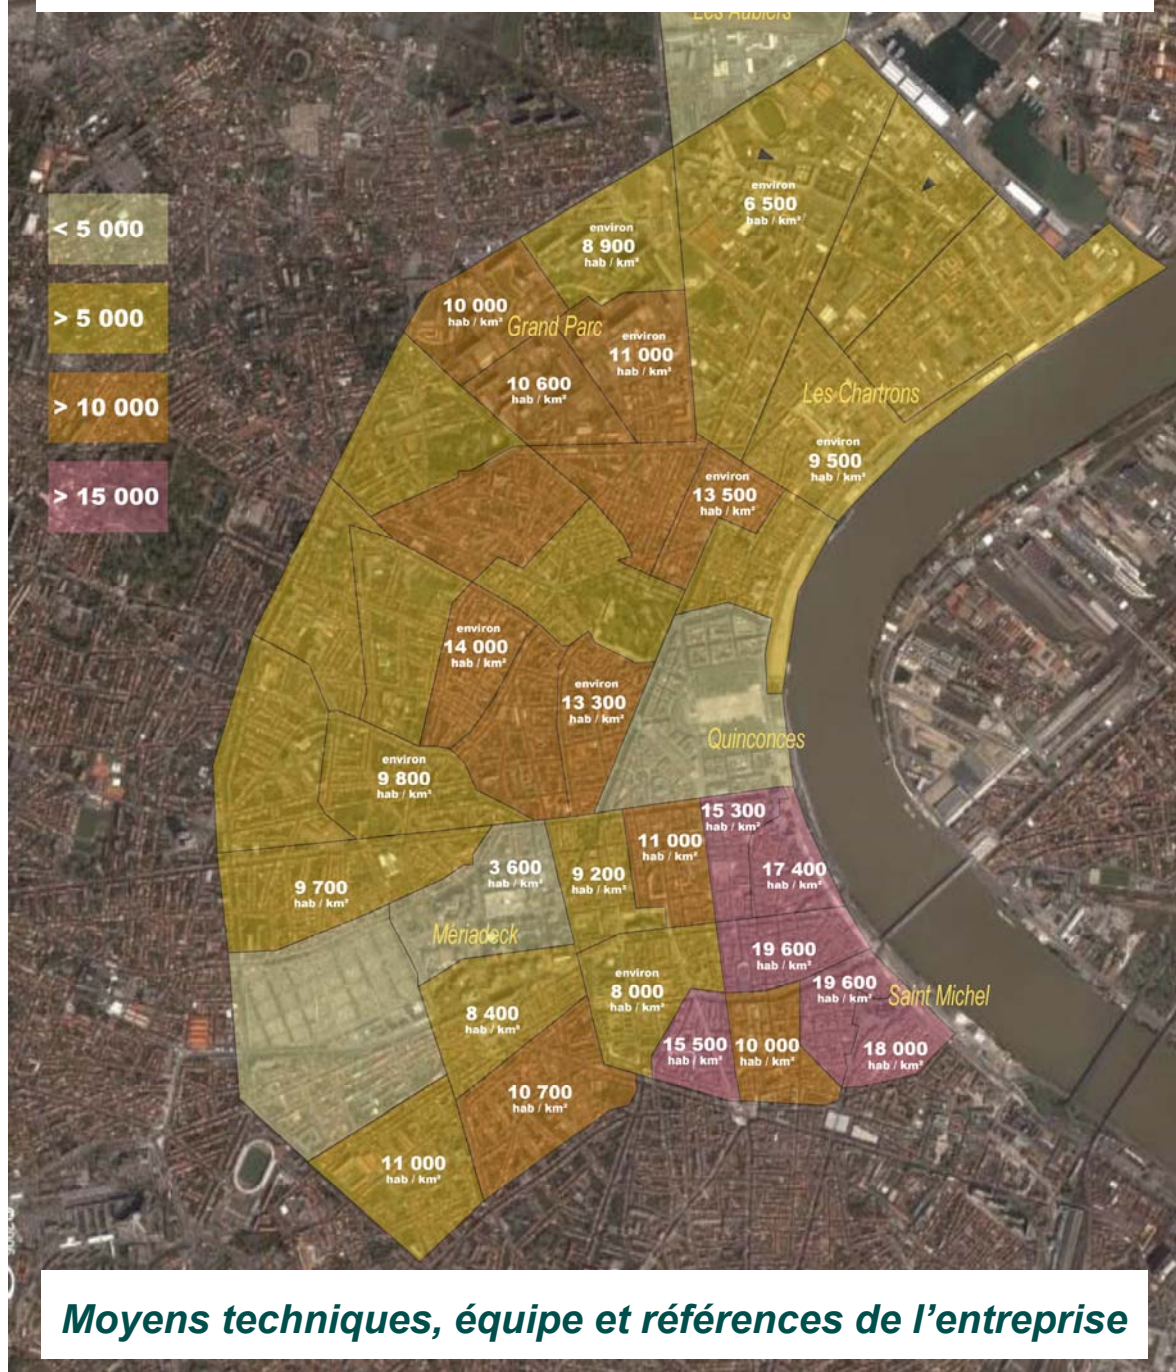 Les Aubiers
< 5 000
> 5 000
> 10 000
> 15 000
environ
6 500
hab / km²
environ
8 900
hab / km²
10 000
hab / km²
Grand Parc
environ
11 000
hab / km²
10 600
hab / km²
Les Chartrons
environ
9 500
hab / km²
environ
13 500
hab / km²
environ
14 000
hab / km²
environ
13 300
hab / km²
Quinconces
environ
9 800
hab / km²
15 300
hab / km²
11 000
hab / km²
3 600
hab / km²
9 200
hab / km²
17 400
hab / km²
9 700
hab / km²
Mériadeck
19 600
hab / km²
environ
8 000
hab / km²
19 600
hab / km²
Saint Michel
8 400
hab / km²
15 500
hab / km²
10 000
hab / km²
18 000
hab / km²
10 700
hab / km²
11 000
hab / km²
Moyens techniques, équipe et références de l’entreprise